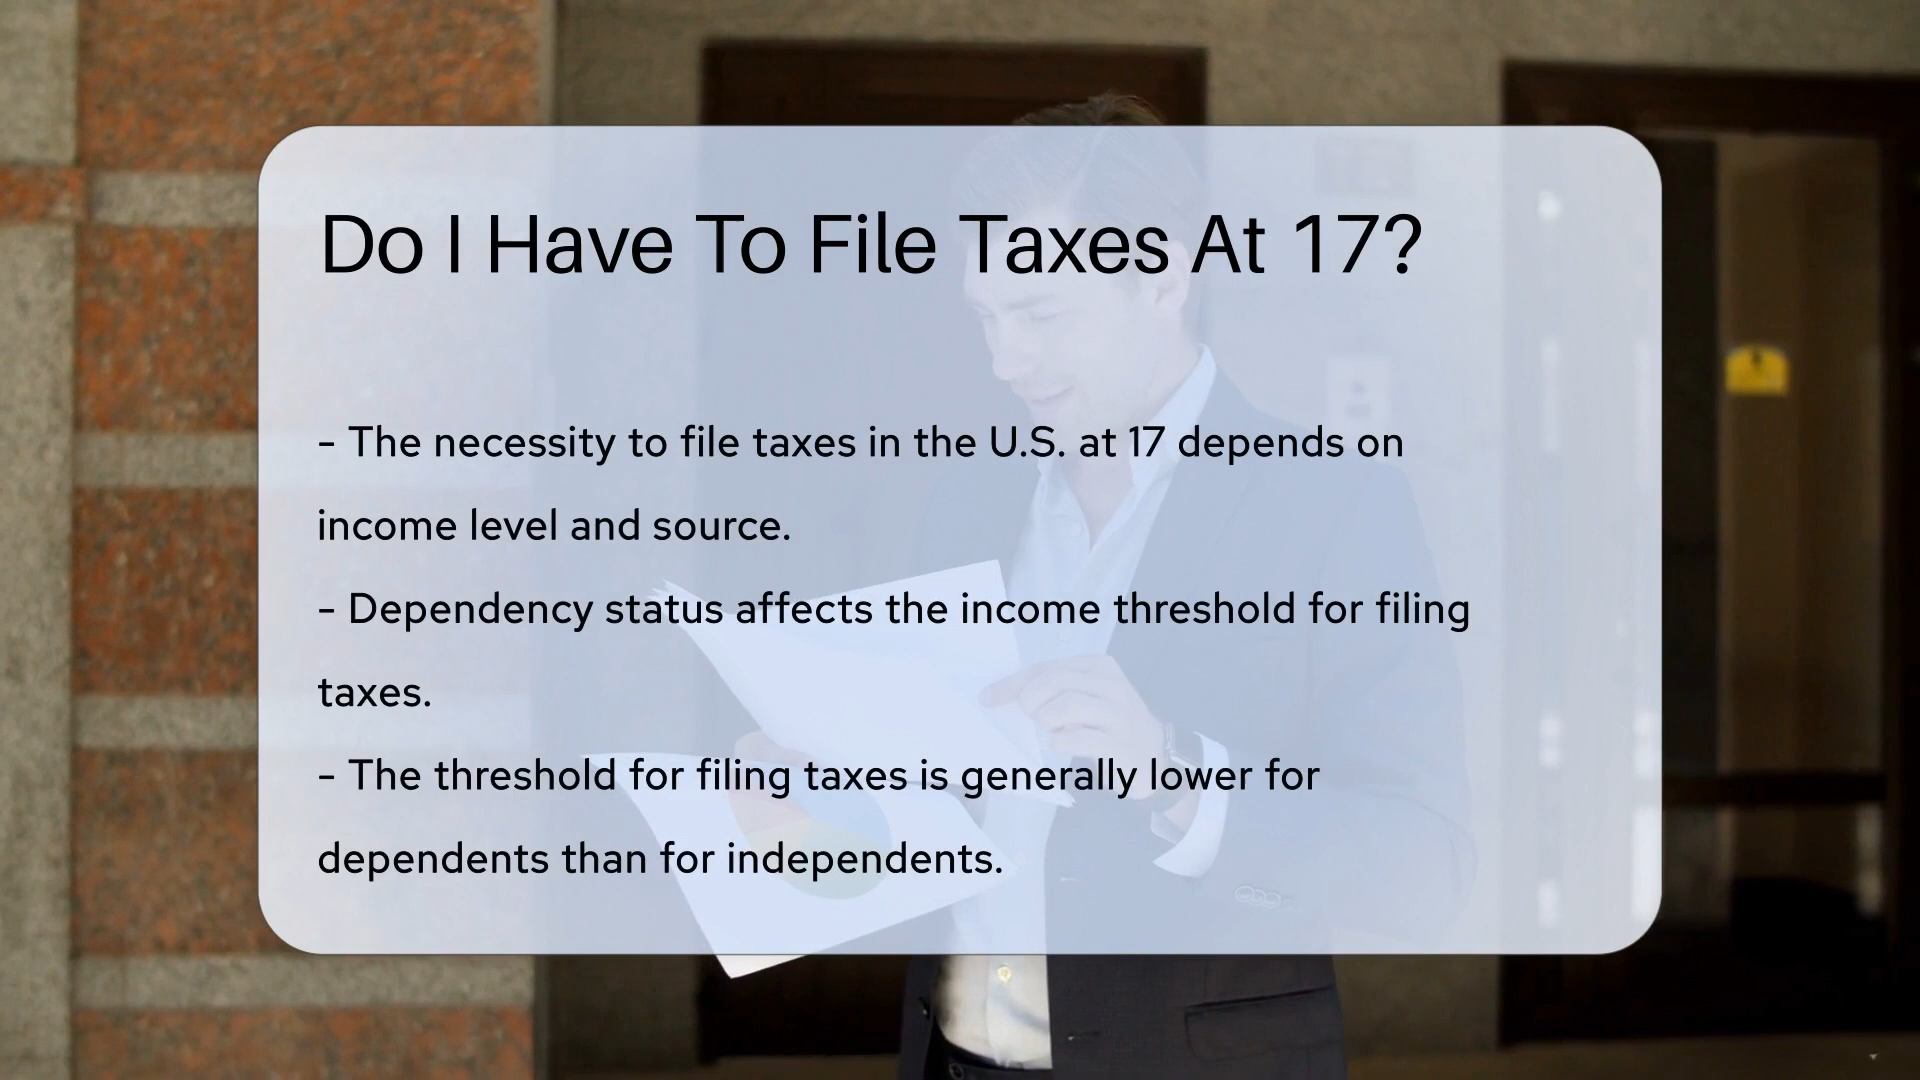 Do I Have To File Taxes At 17?
- The necessity to file taxes in the U.S. at 17 depends on
income level and source.
- Dependency status affects the income threshold for filing
taxes.
- The threshold for filing taxes is generally lower for
dependents than for independents.